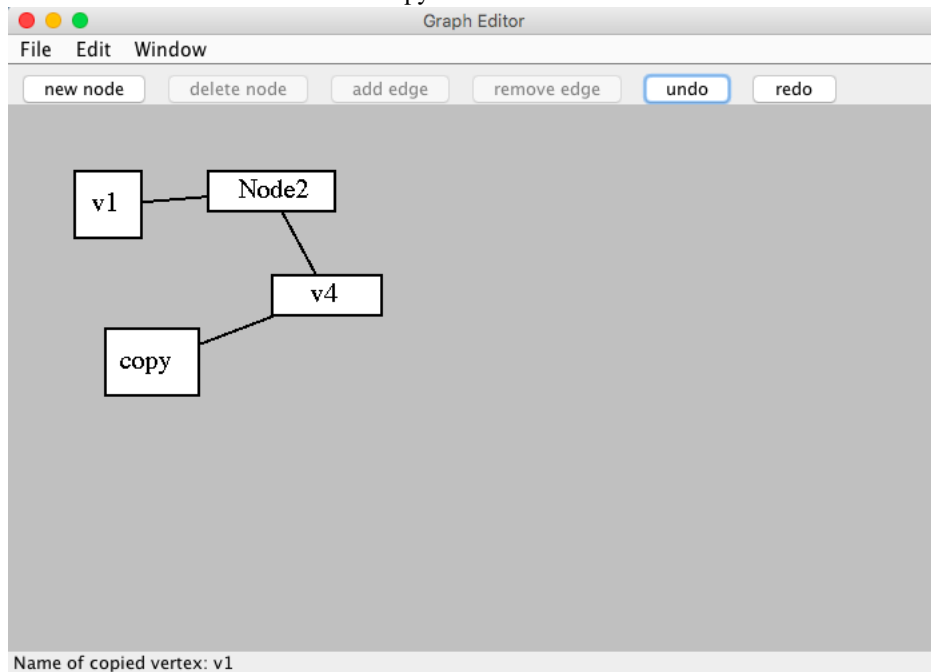 Graph Editor
File Edit Window
new node delete node add edge remove edge undo redo
v1 Node2
v4
copy
Name of copied vertex: v1